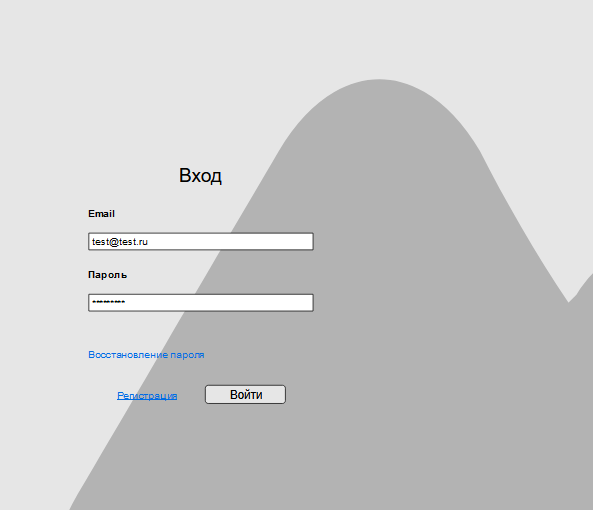 Вход
Email
test@test.ru
Пароль
*********
Восстановление пароля
Регистрация Войти